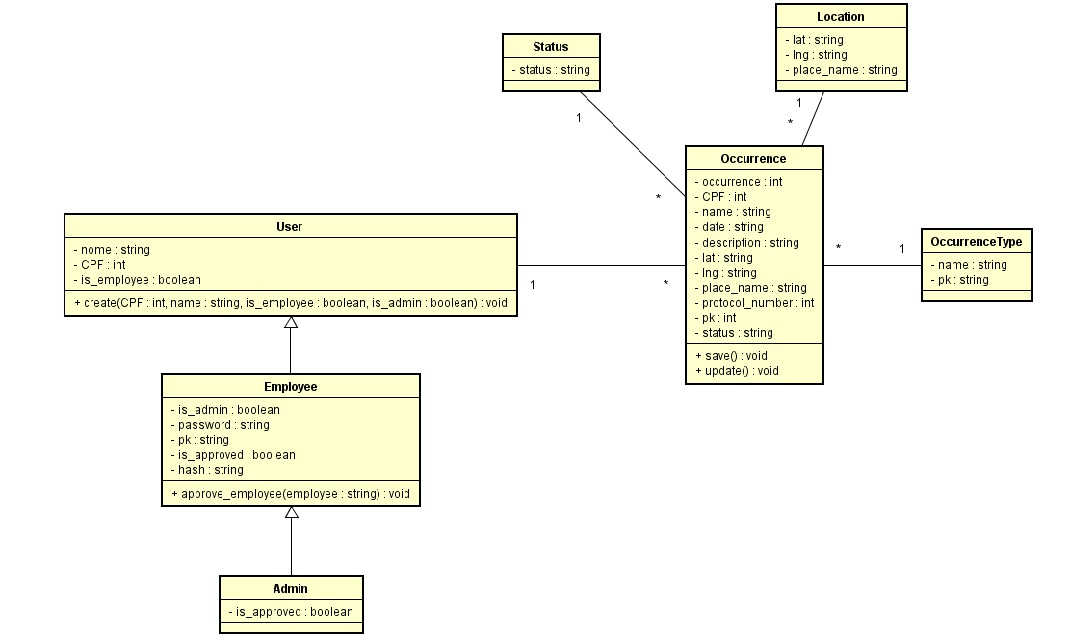 Location
- lat : string
- lng : string
- place_name : string
Status
- status : string
1
*
1
*
Occurrence
- occurrence : int
- CPF : int
- name : string
- date : string
- description : string
- lat : string
- lng : string
- place_name : string
- protocol_number : int
- pk : int
- status : string
+ save() : void
+ update() : void
User
- nome : string
- CPF : int
- is_employee : boolean
+ create(CPF : int, name : string, is_employee : boolean, is_admin : boolean) : void
1
*
*
1
OccurrenceType
- name : string
- pk : string
Employee
- is_admin : boolean
- password : string
- pk : string
- is_approved : boolean
- hash : string
+ approve_employee(employee : string) : void
Admin
- is_approved : boolean